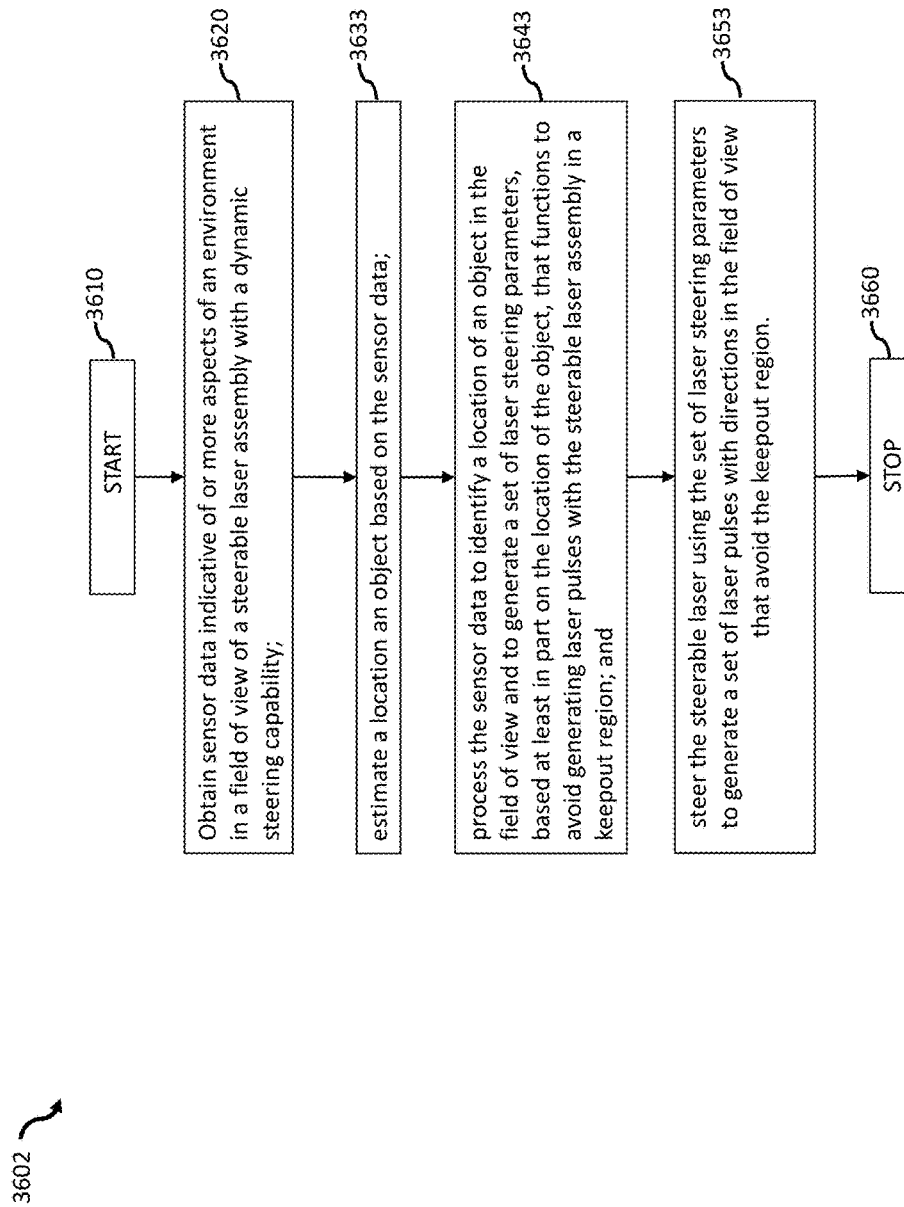 3602
START
3610
Obtain sensor data indicative of or more aspects of an environment
in a field of view of a steerable laser assembly with a dynamic
steering capability;
3620
estimate a location an object based on the sensor data;
3633
process the sensor data to identify a location of an object in the
field of view and to generate a set of laser steering parameters,
based at least in part on the location of the object, that functions to
avoid generating laser pulses with the steerable laser assembly in a
keepout region; and
3643
steer the steerable laser using the set of laser steering parameters
to generate a set of laser pulses with directions in the field of view
that avoid the keepout region.
3653
STOP
3660